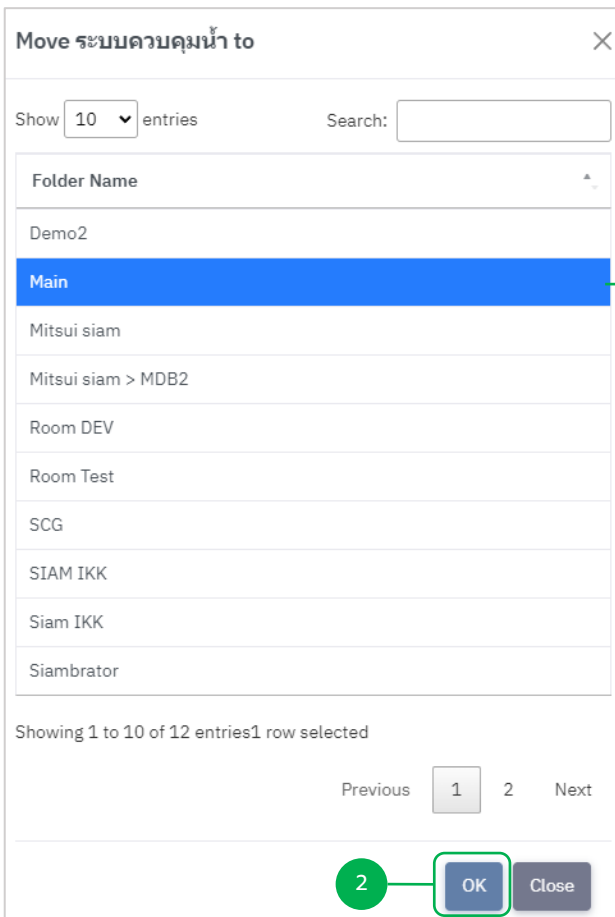 Move ระบบควบคุมน้ำ to
Show 10 entries Search:
Folder Name
Demo2
Main
Mitsui siam
Mitsui siam > MDB2
Room DEV
Room Test
SCG
SIAM IKK
Siam IKK
Siambrator
Showing 1 to 10 of 12 entries1 row selected
Previous 1 2 Next
2 OK Close